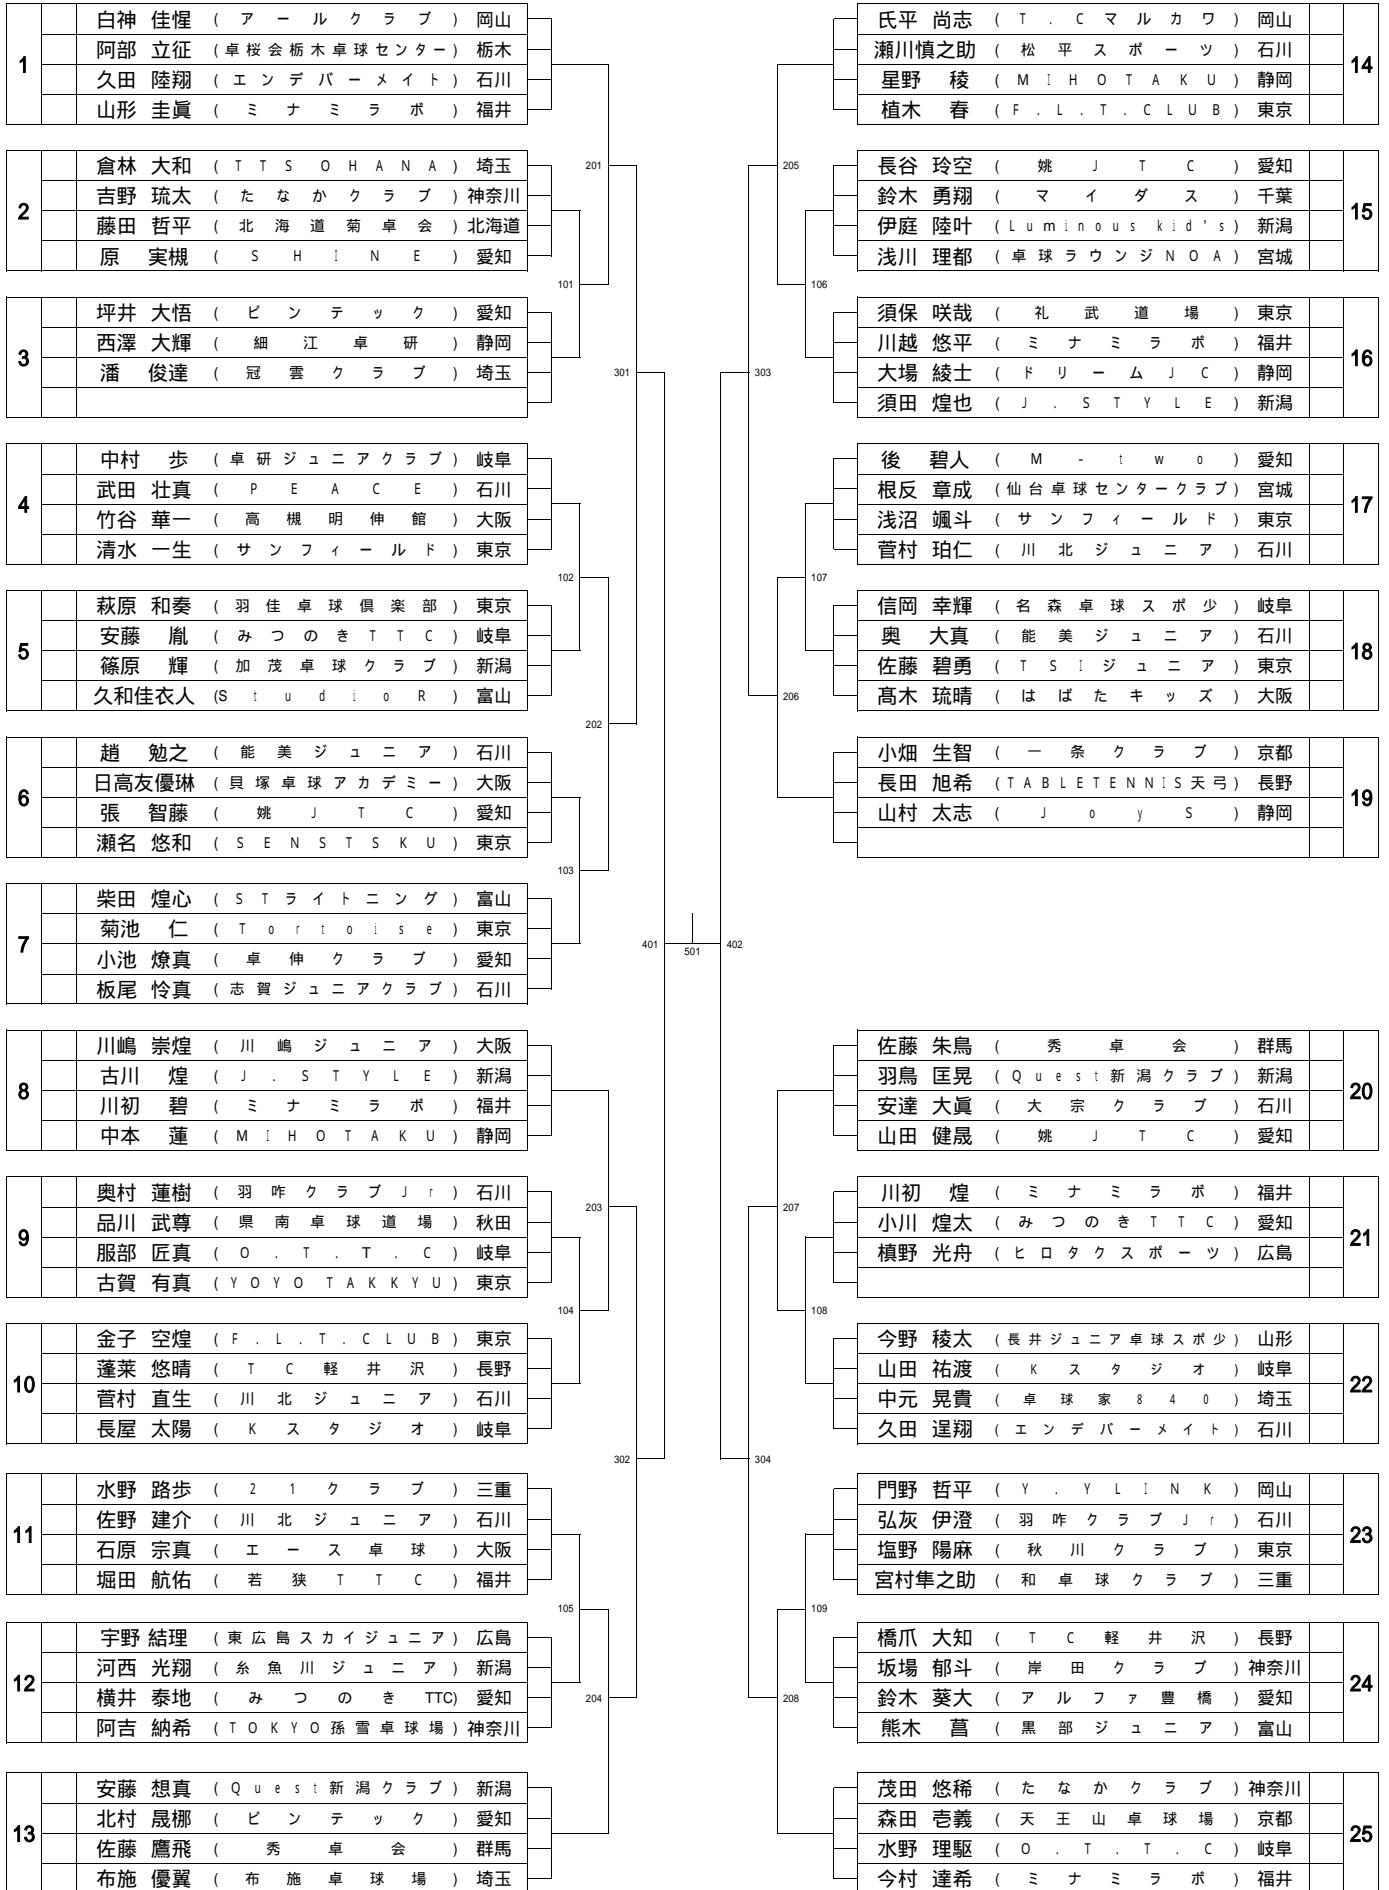 1
白神 佳惺 (アールクラブ) 岡山
阿部 立征 (卓桜会栃木卓球センター) 栃木
久田 陸翔 (エンデバーメイト) 石川
山形 圭眞 (ミナミラボ) 福井
2
倉林 大和 (TTS OHANA) 埼玉
吉野 琉太 (たなかクラブ) 神奈川
藤田 哲平 (北海道菊卓会) 北海道
原 実槻 (SHINE) 愛知
3
坪井 大悟 (ピンテック) 愛知
西澤 大輝 (細江卓研) 静岡
潘 俊達 (冠雲クラブ) 埼玉
4
中村 歩 (卓研ジュニアクラブ) 岐阜
武田 壮真 (PEACE) 石川
竹谷 華一 (高槻明伸館) 大阪
清水 一生 (サンフィールド) 東京
5
萩原 和奏 (羽佳卓球倶楽部) 東京
安藤 胤 (みつのきTTC) 岐阜
篠原 輝 (加茂卓球クラブ) 新潟
久和佳衣人 (StudioR) 富山
6
趙 勉之 (能美ジュニア) 石川
日高友優琳 (貝塚卓球アカデミー) 大阪
張 智藤 (姚JTC) 愛知
瀬名 悠和 (SENSTSKU) 東京
7
柴田 煌心 (STライトニング) 富山
菊池 仁 (Tortoise) 東京
小池 燎真 (卓伸クラブ) 愛知
板尾 怜真 (志賀ジュニアクラブ) 石川
8
川嶋 崇煌 (川嶋ジュニア) 大阪
古川 煌 (J.STYLE) 新潟
川初 碧 (ミナミラボ) 福井
中本 蓮 (MIHOTAKU) 静岡
9
奥村 蓮樹 (羽咋クラブJr) 石川
品川 武尊 (県南卓球道場) 秋田
服部 匠真 (O.T.T.C) 岐阜
古賀 有真 (YOYO TAKKYU) 東京
10
金子 空煌 (F.L.T.CLUB) 東京
蓬莱 悠晴 (TC軽井沢) 長野
菅村 直生 (川北ジュニア) 石川
長屋 太陽 (Kスタジオ) 岐阜
11
水野 路歩 (21クラブ) 三重
佐野 建介 (川北ジュニア) 石川
石原 宗真 (エース卓球) 大阪
堀田 航佑 (若狭TTC) 福井
12
宇野 結理 (東広島スカイジュニア) 広島
河西 光翔 (糸魚川ジュニア) 新潟
横井 泰地 (みつのきTTC) 愛知
阿吉 納希 (TOKYO孫雪卓球場) 神奈川
13
安藤 想真 (Quest新潟クラブ) 新潟
北村 晟梛 (ピンテック) 愛知
佐藤 鷹飛 (秀卓会) 群馬
布施 優翼 (布施卓球場) 埼玉
201
101
301
102
202
103
401
501
402
203
104
302
105
204
205
106
303
107
206
207
108
304
109
208
氏平 尚志 (T.Cマルカワ) 岡山
瀬川慎之助 (松平スポーツ) 石川
星野 稜 (MIHOTAKU) 静岡
植木 春 (F.L.T.CLUB) 東京
14
長谷 玲空 (姚JTC) 愛知
鈴木 勇翔 (マイダス) 千葉
伊庭 陸叶 (Luminous kid's) 新潟
浅川 理都 (卓球ラウンジNOA) 宮城
15
須保 咲哉 (礼武道場) 東京
川越 悠平 (ミナミラボ) 福井
大場 綾士 (ドリームJC) 静岡
須田 煌也 (J.STYLE) 新潟
16
後 碧人 (M-two) 愛知
根反 章成 (仙台卓球センタークラブ) 宮城
浅沼 颯斗 (サンフィールド) 東京
菅村 珀仁 (川北ジュニア) 石川
17
信岡 幸輝 (名森卓球スポ少) 岐阜
奥 大真 (能美ジュニア) 石川
佐藤 碧勇 (TSIジュニア) 東京
髙木 琉晴 (はばたキッズ) 大阪
18
小畑 生智 (一条クラブ) 京都
長田 旭希 (TABLETENNIS天弓) 長野
山村 太志 (JoyS) 静岡
19
佐藤 朱鳥 (秀卓会) 群馬
羽鳥 匡晃 (Quest新潟クラブ) 新潟
安達 大眞 (大宗クラブ) 石川
山田 健晟 (姚JTC) 愛知
20
川初 煌 (ミナミラボ) 福井
小川 煌太 (みつのきTTC) 愛知
槙野 光舟 (ヒロタクスポーツ) 広島
21
今野 稜太 (長井ジュニア卓球スポ少) 山形
山田 祐渡 (Kスタジオ) 岐阜
中元 晃貴 (卓球家840) 埼玉
久田 逞翔 (エンデバーメイト) 石川
22
門野 哲平 (Y.YLINK) 岡山
弘灰 伊澄 (羽咋クラブJr) 石川
塩野 陽麻 (秋川クラブ) 東京
宮村隼之助 (和卓球クラブ) 三重
23
橋爪 大知 (TC軽井沢) 長野
坂場 郁斗 (岸田クラブ) 神奈川
鈴木 葵大 (アルファ豊橋) 愛知
熊木 菖 (黒部ジュニア) 富山
24
茂田 悠稀 (たなかクラブ) 神奈川
森田 壱義 (天王山卓球場) 京都
水野 理駆 (O.T.T.C) 岐阜
今村 達希 (ミナミラボ) 福井
25